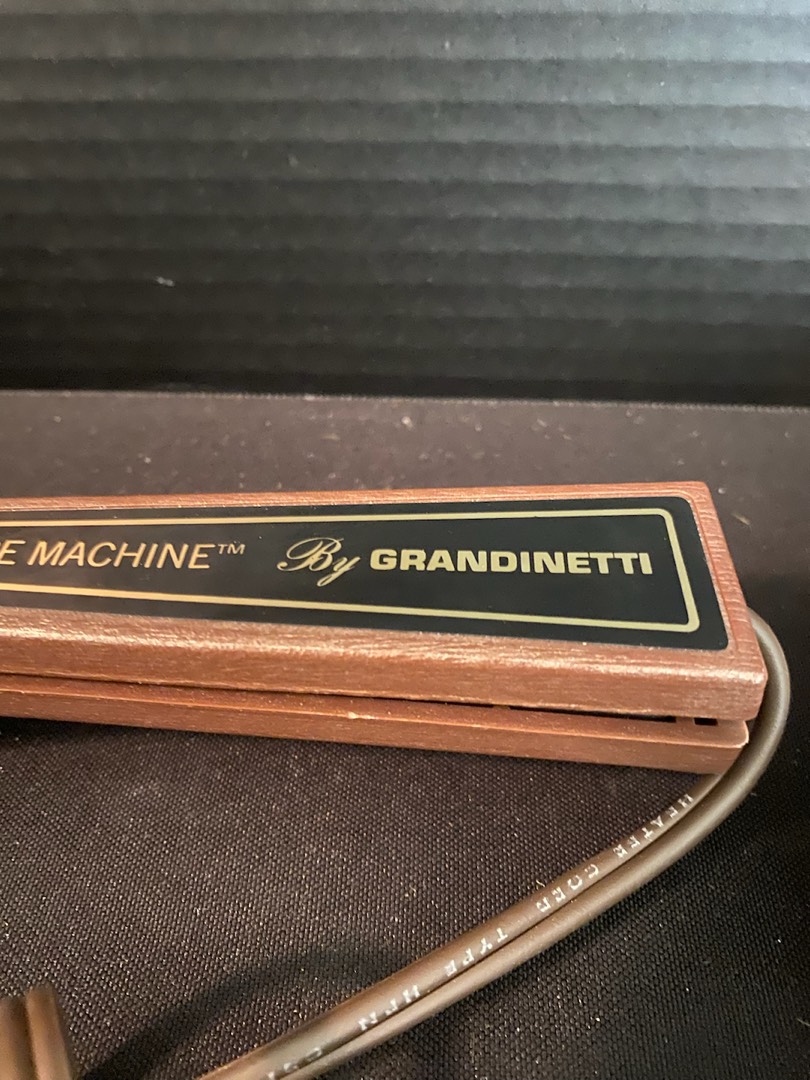 MACHINE™ By GRANDINETTI
HEATER CORD TYPE HPN